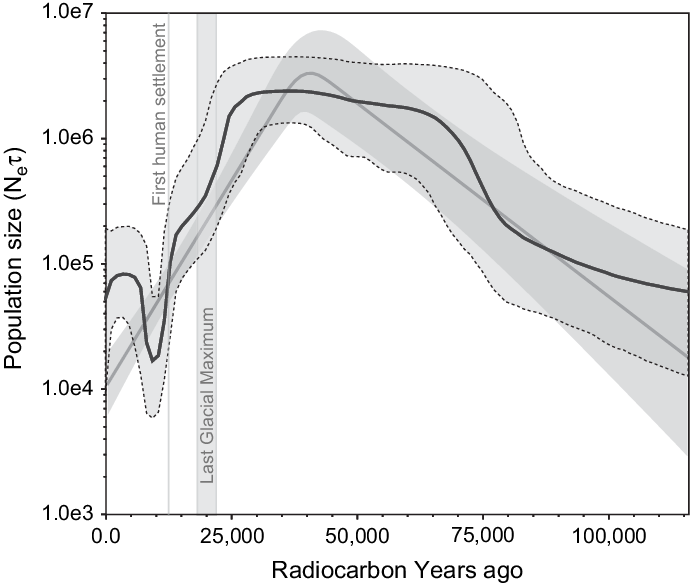 1.0e7
1.0e6
1.0e5
1.0e4
1.0e3
Population size (Neτ)
First human settlement
Last Glacial Maximum
0.0 25,000 50,000 75,000 100,000
Radiocarbon Years ago